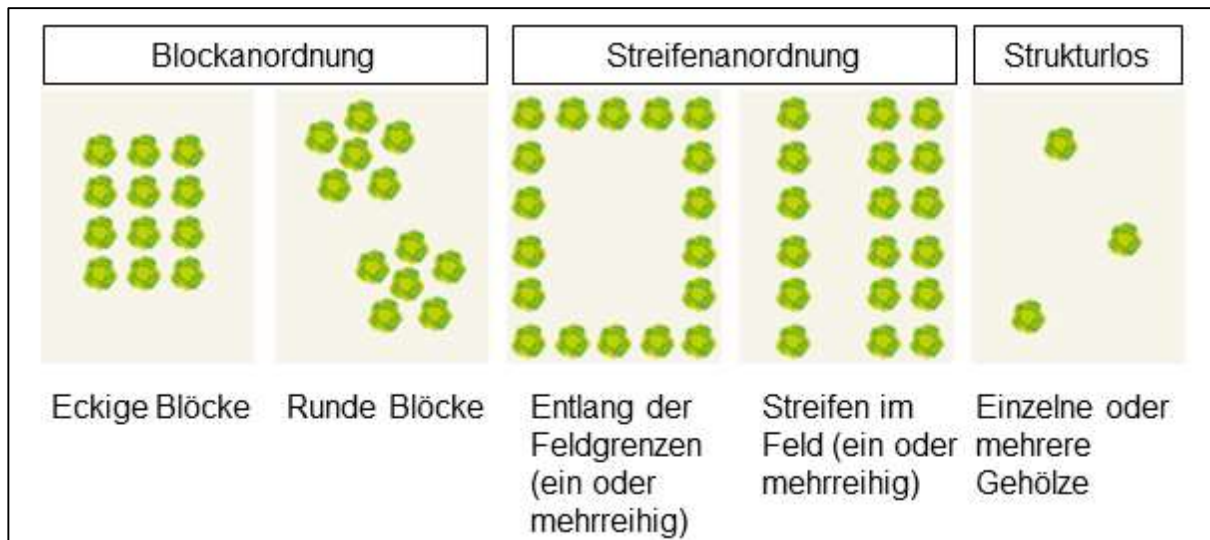 Blockanordnung
Streifenanordnung
Strukturlos
Eckige Blöcke
Runde Blöcke
Entlang der
Feldgrenzen
(ein oder
mehrreihig)
Streifen im
Feld (ein oder
mehrreihig)
Einzelne oder
mehrere
Gehölze